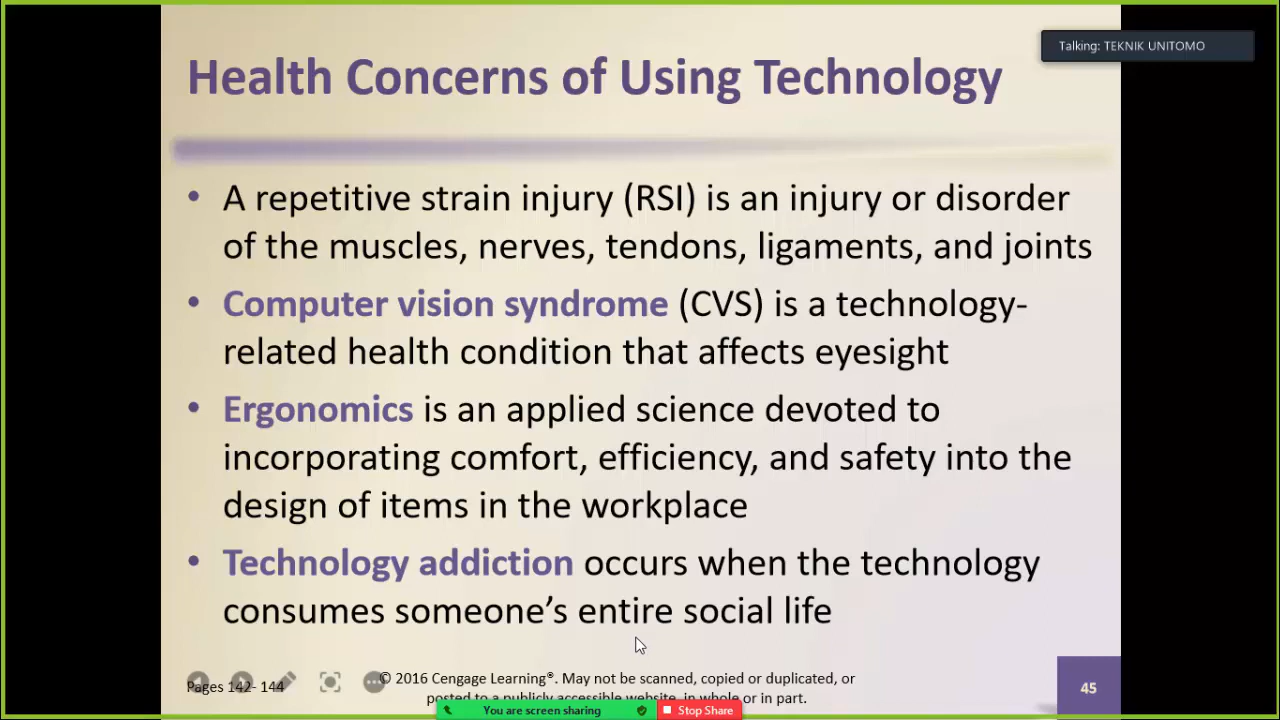 Talking: TEKNIK UNITOMO
Health Concerns of Using Technology
• A repetitive strain injury (RSI) is an injury or disorder
of the muscles, nerves, tendons, ligaments, and joints
• Computer vision syndrome (CVS) is a technology-
related health condition that affects eyesight
• Ergonomics is an applied science devoted to
incorporating comfort, efficiency, and safety into the
design of items in the workplace
• Technology addiction occurs when the technology
consumes someone’s entire social life
Pages 142- 144
© 2016 Cengage Learning®. May not be scanned, copied or duplicated, or
posted to a publicly accessible website, in whole or in part.
45
You are screen sharing
Stop Share